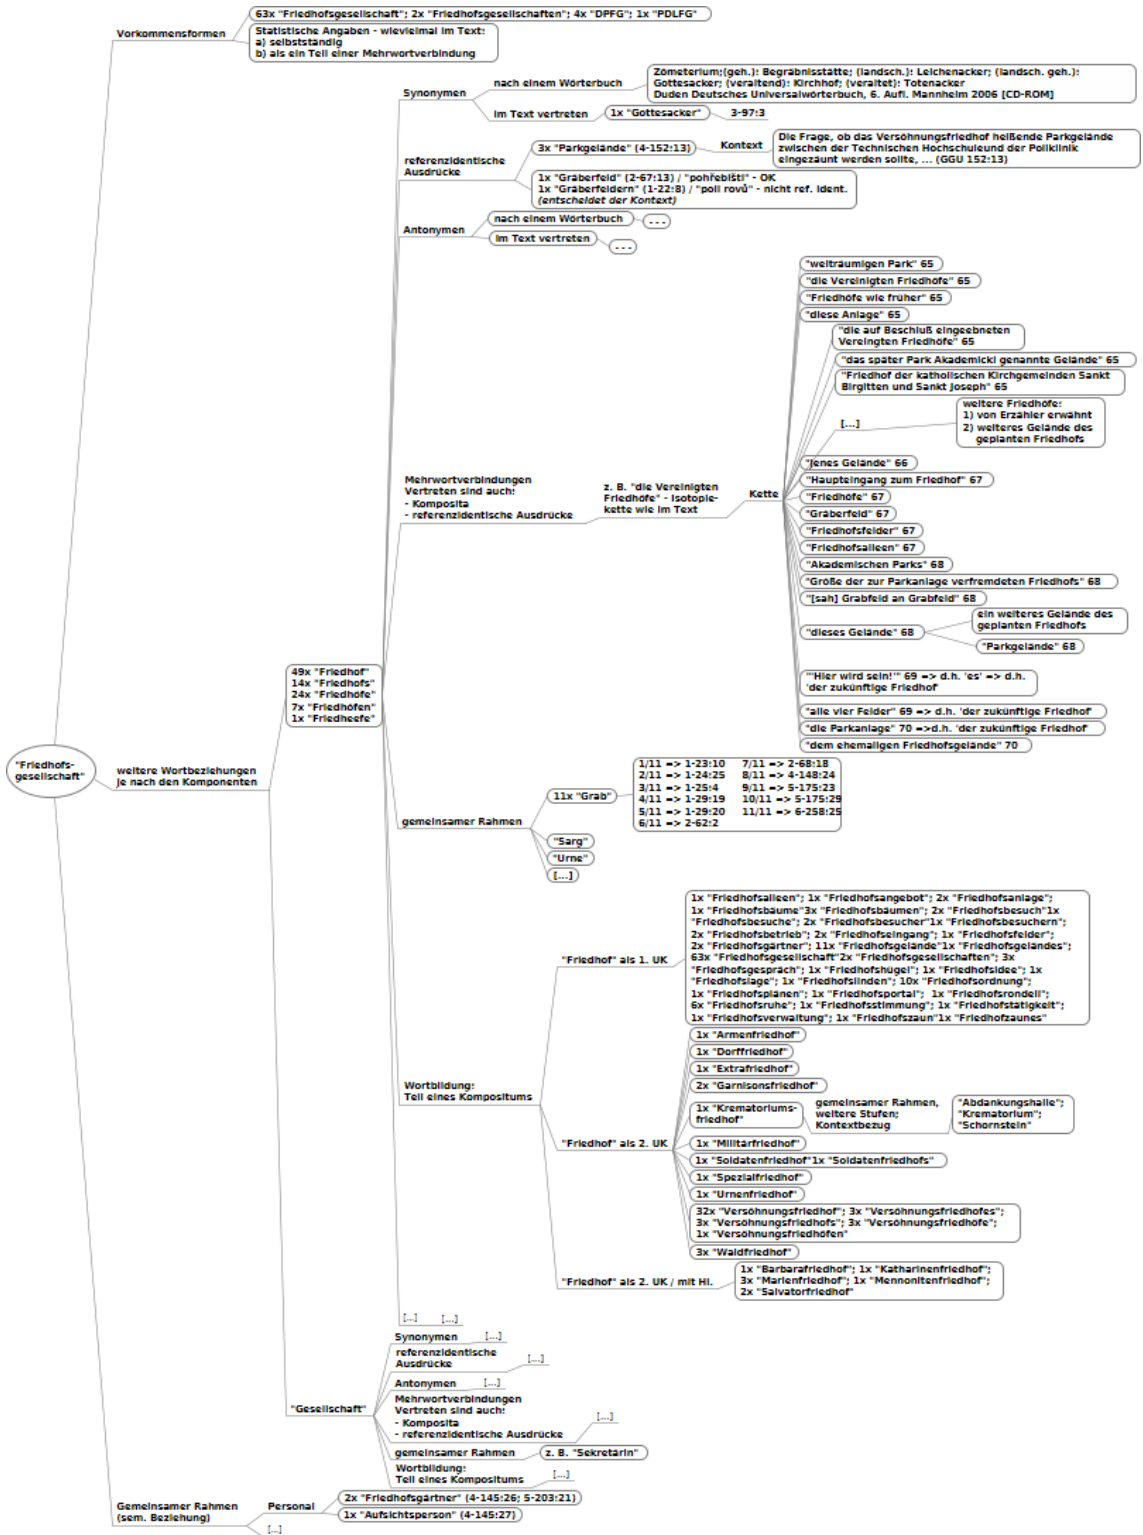 63x "Friedhofsgesellschaft"; 2x "Friedhofsgesellschaften"; 4x "DPFG"; 1x "PDLFG"
Vorkommensformen
Statistische Angaben - wievielmal im Text:
a) selbstständig
b) als ein Teil einer Mehrwortverbindung
"Friedhofs-
gesellschaft"
weitere Wortbeziehungen
je nach den Komponenten
49x "Friedhof"
14x "Friedhofs"
24x "Friedhöfe"
7x "Friedhöfen"
1x "Friedheefe"
Synonymen
nach einem Wörterbuch
Zömeterium;(geh.): Begräbnisstätte; (landsch.): Leichenacker; (landsch. geh.):
Gottesacker; (veraltend): Kirchhof; (veraltet): Totenacker
Duden Deutsches Universalwörterbuch, 6. Aufl. Mannheim 2006 [CD-ROM]
im Text vertreten
1x "Gottesacker"
3-97:3
referenzidentische
Ausdrücke
3x "Parkgelände" (4-152:13)
Kontext
Die Frage, ob das Versöhnungsfriedhof heißende Parkgelände
zwischen der Technischen Hochschuleund der Poliklinik
eingezäunt werden sollte, ... (GGU 152:13)
1x "Gräberfeld" (2-67:13) / "pohřebišti" - OK
1x "Gräberfeldern" (1-22:8) / "poli rovů" - nicht ref. ident.
(entscheidet der Kontext)
Antonymen
nach einem Wörterbuch
- - -
im Text vertreten
- - -
Mehrwortverbindungen
Vertreten sind auch:
- Komposita
- referenzidentische Ausdrücke
z. B. "die Vereinigten
Friedhöfe" - Isotopie-
kette wie im Text
Kette
"weiträumigen Park" 65
"die Vereinigten Friedhöfe" 65
"Friedhöfe wie früher" 65
"diese Anlage" 65
"die auf Beschluß eingeebneten
Vereingten Friedhöfe" 65
"das später Park Akademicki genannte Gelände" 65
"Friedhof der katholischen Kirchgemeinden Sankt
Birgitten und Sankt Joseph" 65
[...]
weitere Friedhöfe:
1) von Erzähler erwähnt
2) weiteres Gelände des
geplanten Friedhofs
"jenes Gelände" 66
"Haupteingang zum Friedhof" 67
"Friedhöfe" 67
"Gräberfeld" 67
"Friedhofsfelder" 67
"Friedhofsalleen" 67
"Akademischen Parks" 68
"Größe der zur Parkanlage verfremdeten Friedhofs" 68
"[sah] Grabfeld an Grabfeld" 68
"dieses Gelände" 68
ein weiteres Gelände des
geplanten Friedhofs
"Parkgelände" 68
"'Hier wird sein!'" 69 => d.h. 'es' => d.h.
'der zukünftige Friedhof'
"alle vier Felder" 69 => d.h. 'der zukünftige Friedhof'
"die Parkanlage" 70 =>d.h. 'der zukünftige Friedhof'
"dem ehemaligen Friedhofsgelände" 70
gemeinsamer Rahmen
11x "Grab"
1/11 => 1-23:10 7/11 => 2-68:18
2/11 => 1-24:25 8/11 => 4-148:24
3/11 => 1-25:4 9/11 => 5-175:23
4/11 => 1-29:19 10/11 => 5-175:29
5/11 => 1-29:20 11/11 => 6-258:25
6/11 => 2-62:2
"Sarg"
"Urne"
[...]
Wortbildung:
Teil eines Kompositums
"Friedhof" als 1. UK
1x "Friedhofsalleen"; 1x "Friedhofsangebot"; 2x "Friedhofsanlage";
1x "Friedhofsbäume"3x "Friedhofsbäumen"; 2x "Friedhofsbesuch"1x
"Friedhofsbesuche"; 2x "Friedhofsbesucher"1x "Friedhofsbesuchern";
2x "Friedhofsbetrieb"; 2x "Friedhofseingang"; 1x "Friedhofsfelder";
2x "Friedhofsgärtner"; 11x "Friedhofsgelände"1x "Friedhofsgeländes";
63x "Friedhofsgesellschaft"2x "Friedhofsgesellschaften"; 3x
"Friedhofsgespräch"; 1x "Friedhofshügel"; 1x "Friedhofsidee"; 1x
"Friedhofslage"; 1x "Friedhofslinden"; 10x "Friedhofsordnung";
1x "Friedhofsplänen"; 1x "Friedhofsportal"; 1x "Friedhofsrondell";
6x "Friedhofsruhe"; 1x "Friedhofsstimmung"; 1x "Friedhofstätigkeit";
1x "Friedhofsverwaltung"; 1x "Friedhofszaun"1x "Friedhofzaunes"
"Friedhof" als 2. UK
1x "Armenfriedhof"
1x "Dorffriedhof"
1x "Extrafriedhof"
2x "Garnisonsfriedhof"
1x "Krematoriums-
friedhof"
gemeinsamer Rahmen,
weitere Stufen;
Kontextbezug
"Abdankungshalle";
"Krematorium";
"Schornstein"
1x "Militärfriedhof"
1x "Soldatenfriedhof"1x "Soldatenfriedhofs"
1x "Spezialfriedhof"
1x "Urnenfriedhof"
32x "Versöhnungsfriedhof"; 3x "Versöhnungsfriedhofes";
3x "Versöhnungsfriedhofs"; 3x "Versöhnungsfriedhöfe";
1x "Versöhnungsfriedhöfen"
3x "Waldfriedhof"
"Friedhof" als 2. UK / mit Hl.
1x "Barbarafriedhof"; 1x "Katharinenfriedhof";
3x "Marienfriedhof"; 1x "Mennonitenfriedhof";
2x "Salvatorfriedhof"
[...] [...]
"Gesellschaft"
Synonymen [...]
referenzidentische
Ausdrücke [...]
Antonymen [...]
Mehrwortverbindungen
Vertreten sind auch:
- Komposita
- referenzidentische Ausdrücke
[...]
gemeinsamer Rahmen
z. B. "Sekretärin"
Wortbildung:
Teil eines Kompositums [...]
Gemeinsamer Rahmen
(sem. Beziehung)
Personal
2x "Friedhofsgärtner" (4-145:26; 5-203:21)
1x "Aufsichtsperson" (4-145:27)
[...]